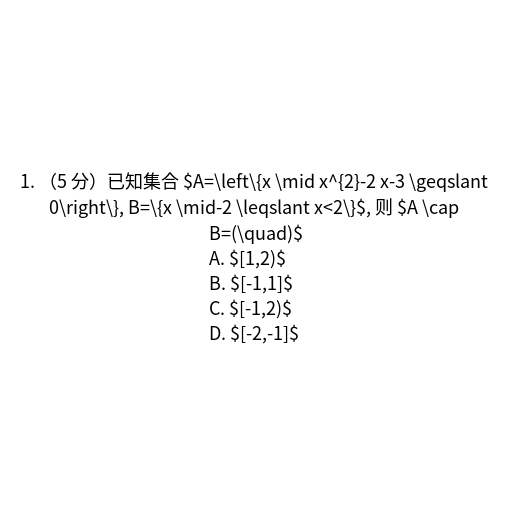 1. （5 分）已知集合 $A=\left\{x \mid x^{2}-2 x-3 \geqslant
0\right\}, B=\{x \mid-2 \leqslant x<2\}$, 则 $A \cap
B=(\quad)$
A. $[1,2)$
B. $[-1,1]$
C. $[-1,2)$
D. $[-2,-1]$